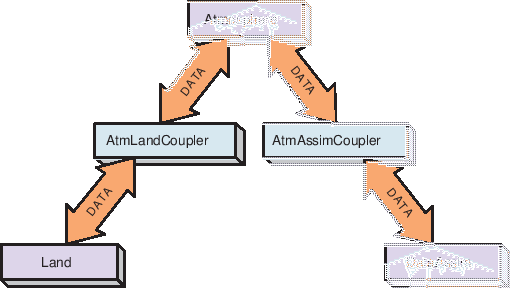 DATA
DATA
AtmLandCoupler
AtmAssimCoupler
DATA
DATA
Land